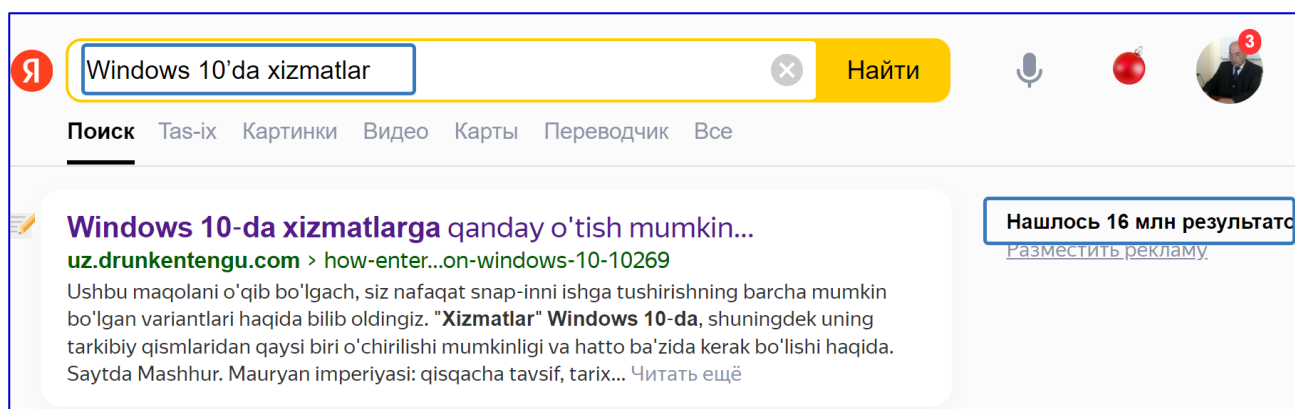 Я
Windows 10’da xizmatlar
Найти
3
Поиск Tas-ix Картинки Видео Карты Переводчик Все
Windows 10-da xizmatlarga qanday o'tish mumkin...
uz.drunkentengu.com › how-enter...on-windows-10-10269
Ushbu maqolani o'qib bo'lgach, siz nafaqat snap-inni ishga tushirishning barcha mumkin
bo'lgan variantlari haqida bilib oldingiz. "Xizmatlar" Windows 10-da, shuningdek uning
tarkibiy qismlaridan qaysi biri o'chirilishi mumkinligi va hatto ba'zida kerak bo'lishi haqida.
Saytda Mashhur. Mauryan imperiyasi: qisqacha tavsif, tarix... Читать ещё
Нашлось 16 млн результато
Разместить рекламу